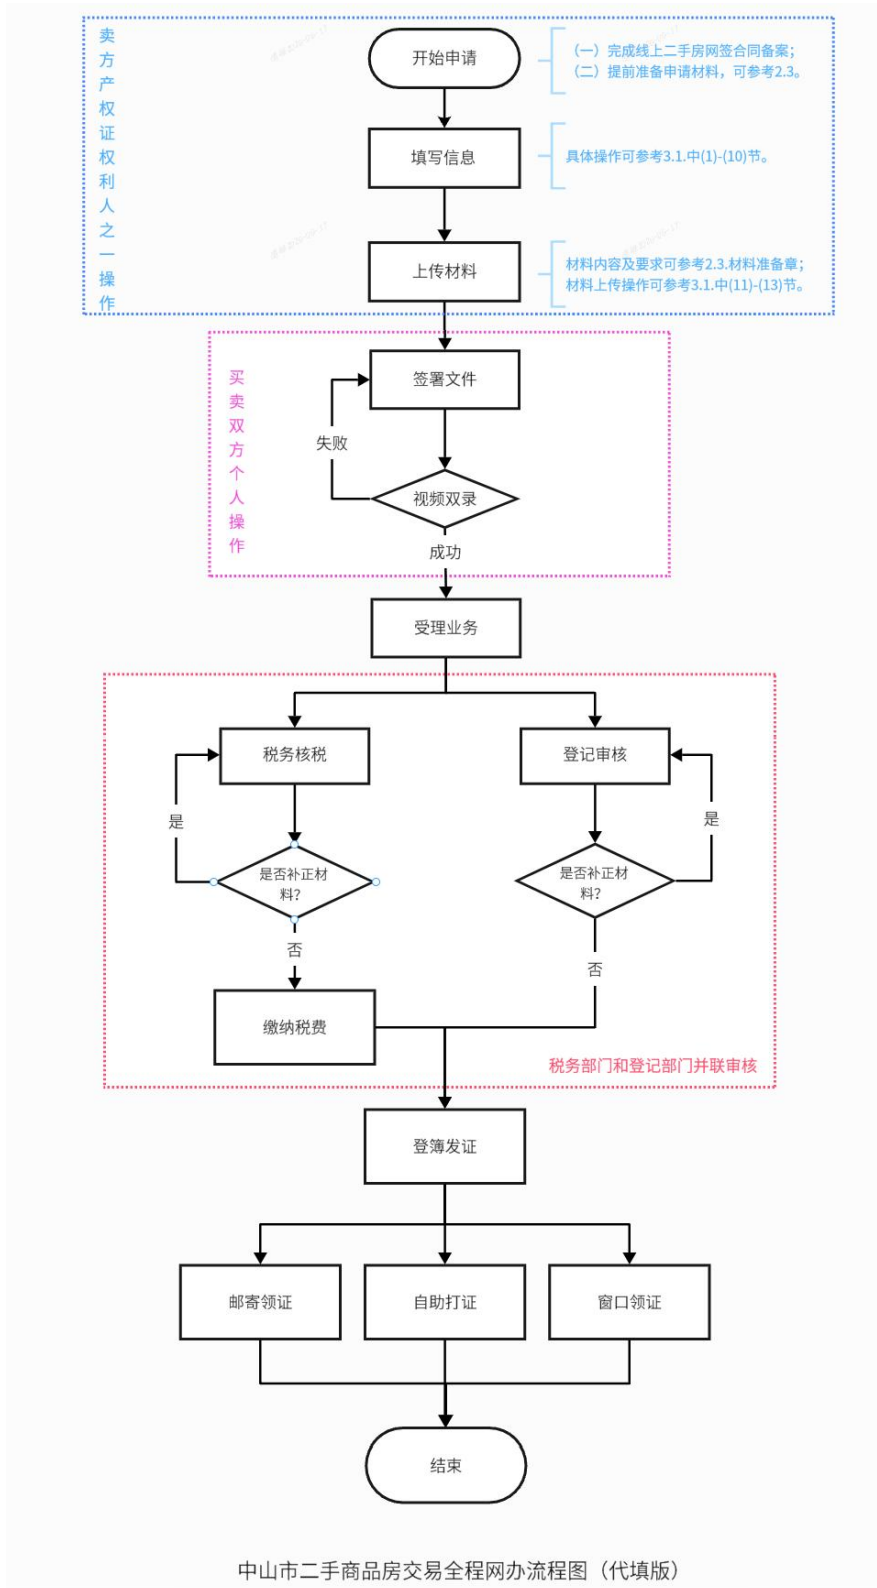 卖方产权证权利人之一操作
开始申请
（一）完成线上二手房网签合同备案；
（二）提前准备申请材料，可参考2.3。
填写信息
具体操作可参考3.1.中(1)-(10)节。
上传材料
材料内容及要求可参考2.3.材料准备章；
材料上传操作可参考3.1.中(11)-(13)节。
买卖双方个人操作
签署文件
失败
视频双录
成功
受理业务
税务核税
登记审核
是
是
是否补正材
料？
是否补正材
料？
否
否
缴纳税费
税务部门和登记部门并联审核
登簿发证
邮寄领证
自助打证
窗口领证
结束
中山市二手商品房交易全程网办流程图（代填版）